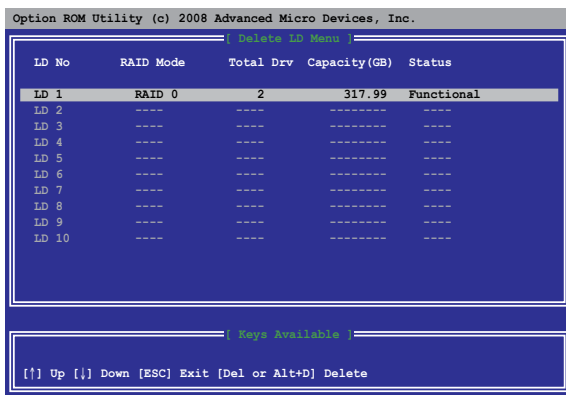 Option ROM Utility (c) 2008 Advanced Micro Devices, Inc.
[ Delete LD Menu ]
LD No RAID Mode Total Drv Capacity(GB) Status
LD 1 RAID 0 2 317.99 Functional
LD 2 ---- ---- -------- ----
LD 3 ---- ---- -------- ----
LD 4 ---- ---- -------- ----
LD 5 ---- ---- -------- ----
LD 6 ---- ---- -------- ----
LD 7 ---- ---- -------- ----
LD 8 ---- ---- -------- ----
LD 9 ---- ---- -------- ----
LD 10 ---- ---- -------- ----
[ Keys Available ]
[↑] Up [↓] Down [ESC] Exit [Del or Alt+D] Delete